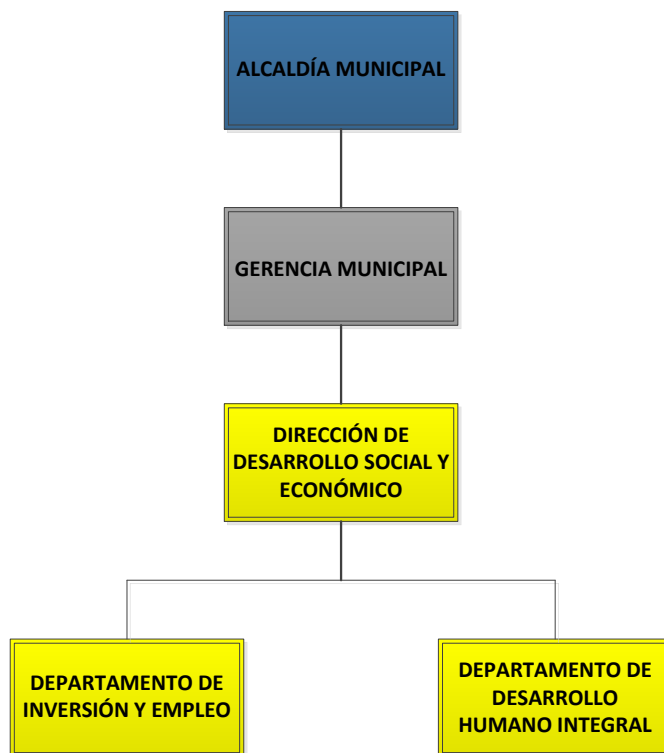 ALCALDÍA MUNICIPAL
GERENCIA MUNICIPAL
DIRECCIÓN DE
DESARROLLO SOCIAL Y
ECONÓMICO
DEPARTAMENTO DE
INVERSIÓN Y EMPLEO
DEPARTAMENTO DE
DESARROLLO
HUMANO INTEGRAL